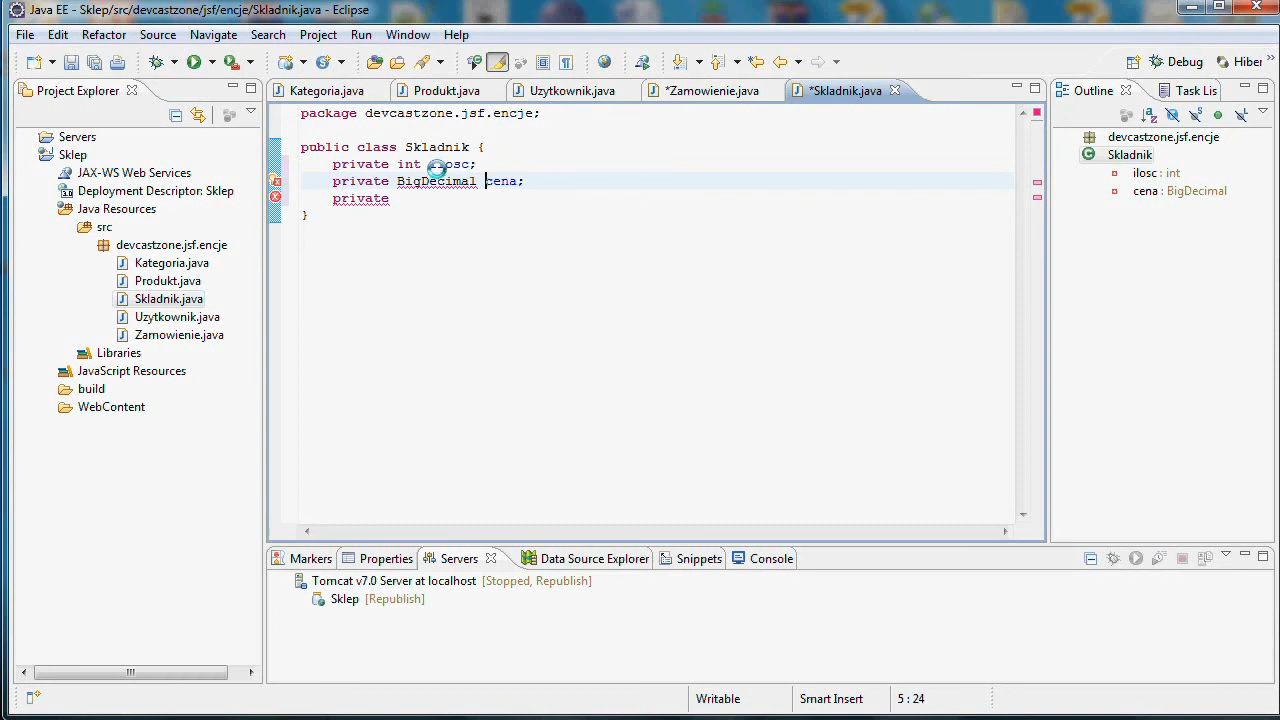 Java EE - Sklep/src/devcastzone/jsf/encje/Skladnik.java - Eclipse
File Edit Refactor Source Navigate Search Project Run Window Help
Debug Hiber
Project Explorer
Kategoria.java Produkt.java Uzytkownik.java *Zamowienie.java *Skladnik.java
Outline Task Lis
Servers
Sklep
JAX-WS Web Services
Deployment Descriptor: Sklep
Java Resources
src
devcastzone.jsf.encje
Kategoria.java
Produkt.java
Skladnik.java
Uzytkownik.java
Zamowienie.java
Libraries
JavaScript Resources
build
WebContent
package devcastzone.jsf.encje;
public class Skladnik {
private int ilosc;
private BigDecimal cena;
private
}
devcastzone.jsf.encje
Skladnik
ilosc : int
cena : BigDecimal
Markers Properties Servers Data Source Explorer Snippets Console
Tomcat v7.0 Server at localhost [Stopped, Republish]
Sklep [Republish]
Writable Smart Insert 5 : 24